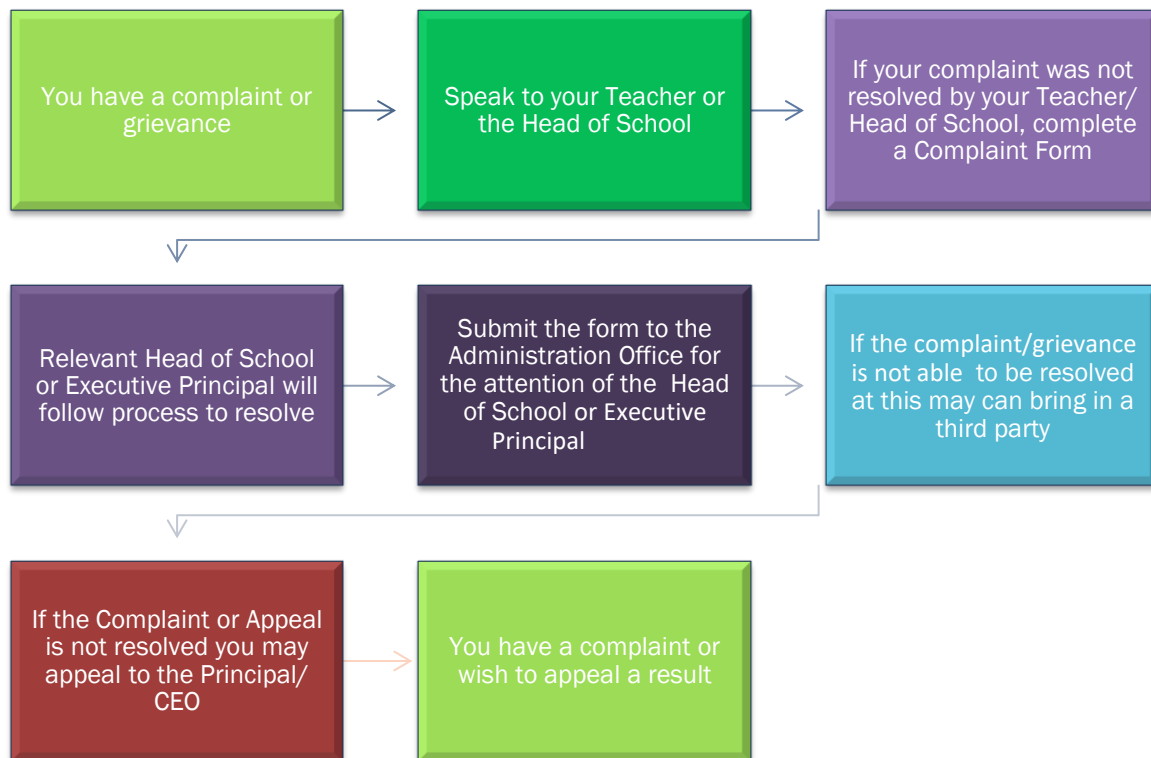 You have a complaint or
grievance
Speak to your Teacher or
the Head of School
If your complaint was not
resolved by your Teacher/
Head of School, complete
a Complaint Form
Relevant Head of School
or Executive Principal will
follow process to resolve
Submit the form to the
Administration Office for
the attention of the Head
of School or Executive
Principal
If the complaint/grievance
is not able to be resolved
at this may can bring in a
third party
If the Complaint or Appeal
is not resolved you may
appeal to the Principal/
CEO
You have a complaint or
wish to appeal a result